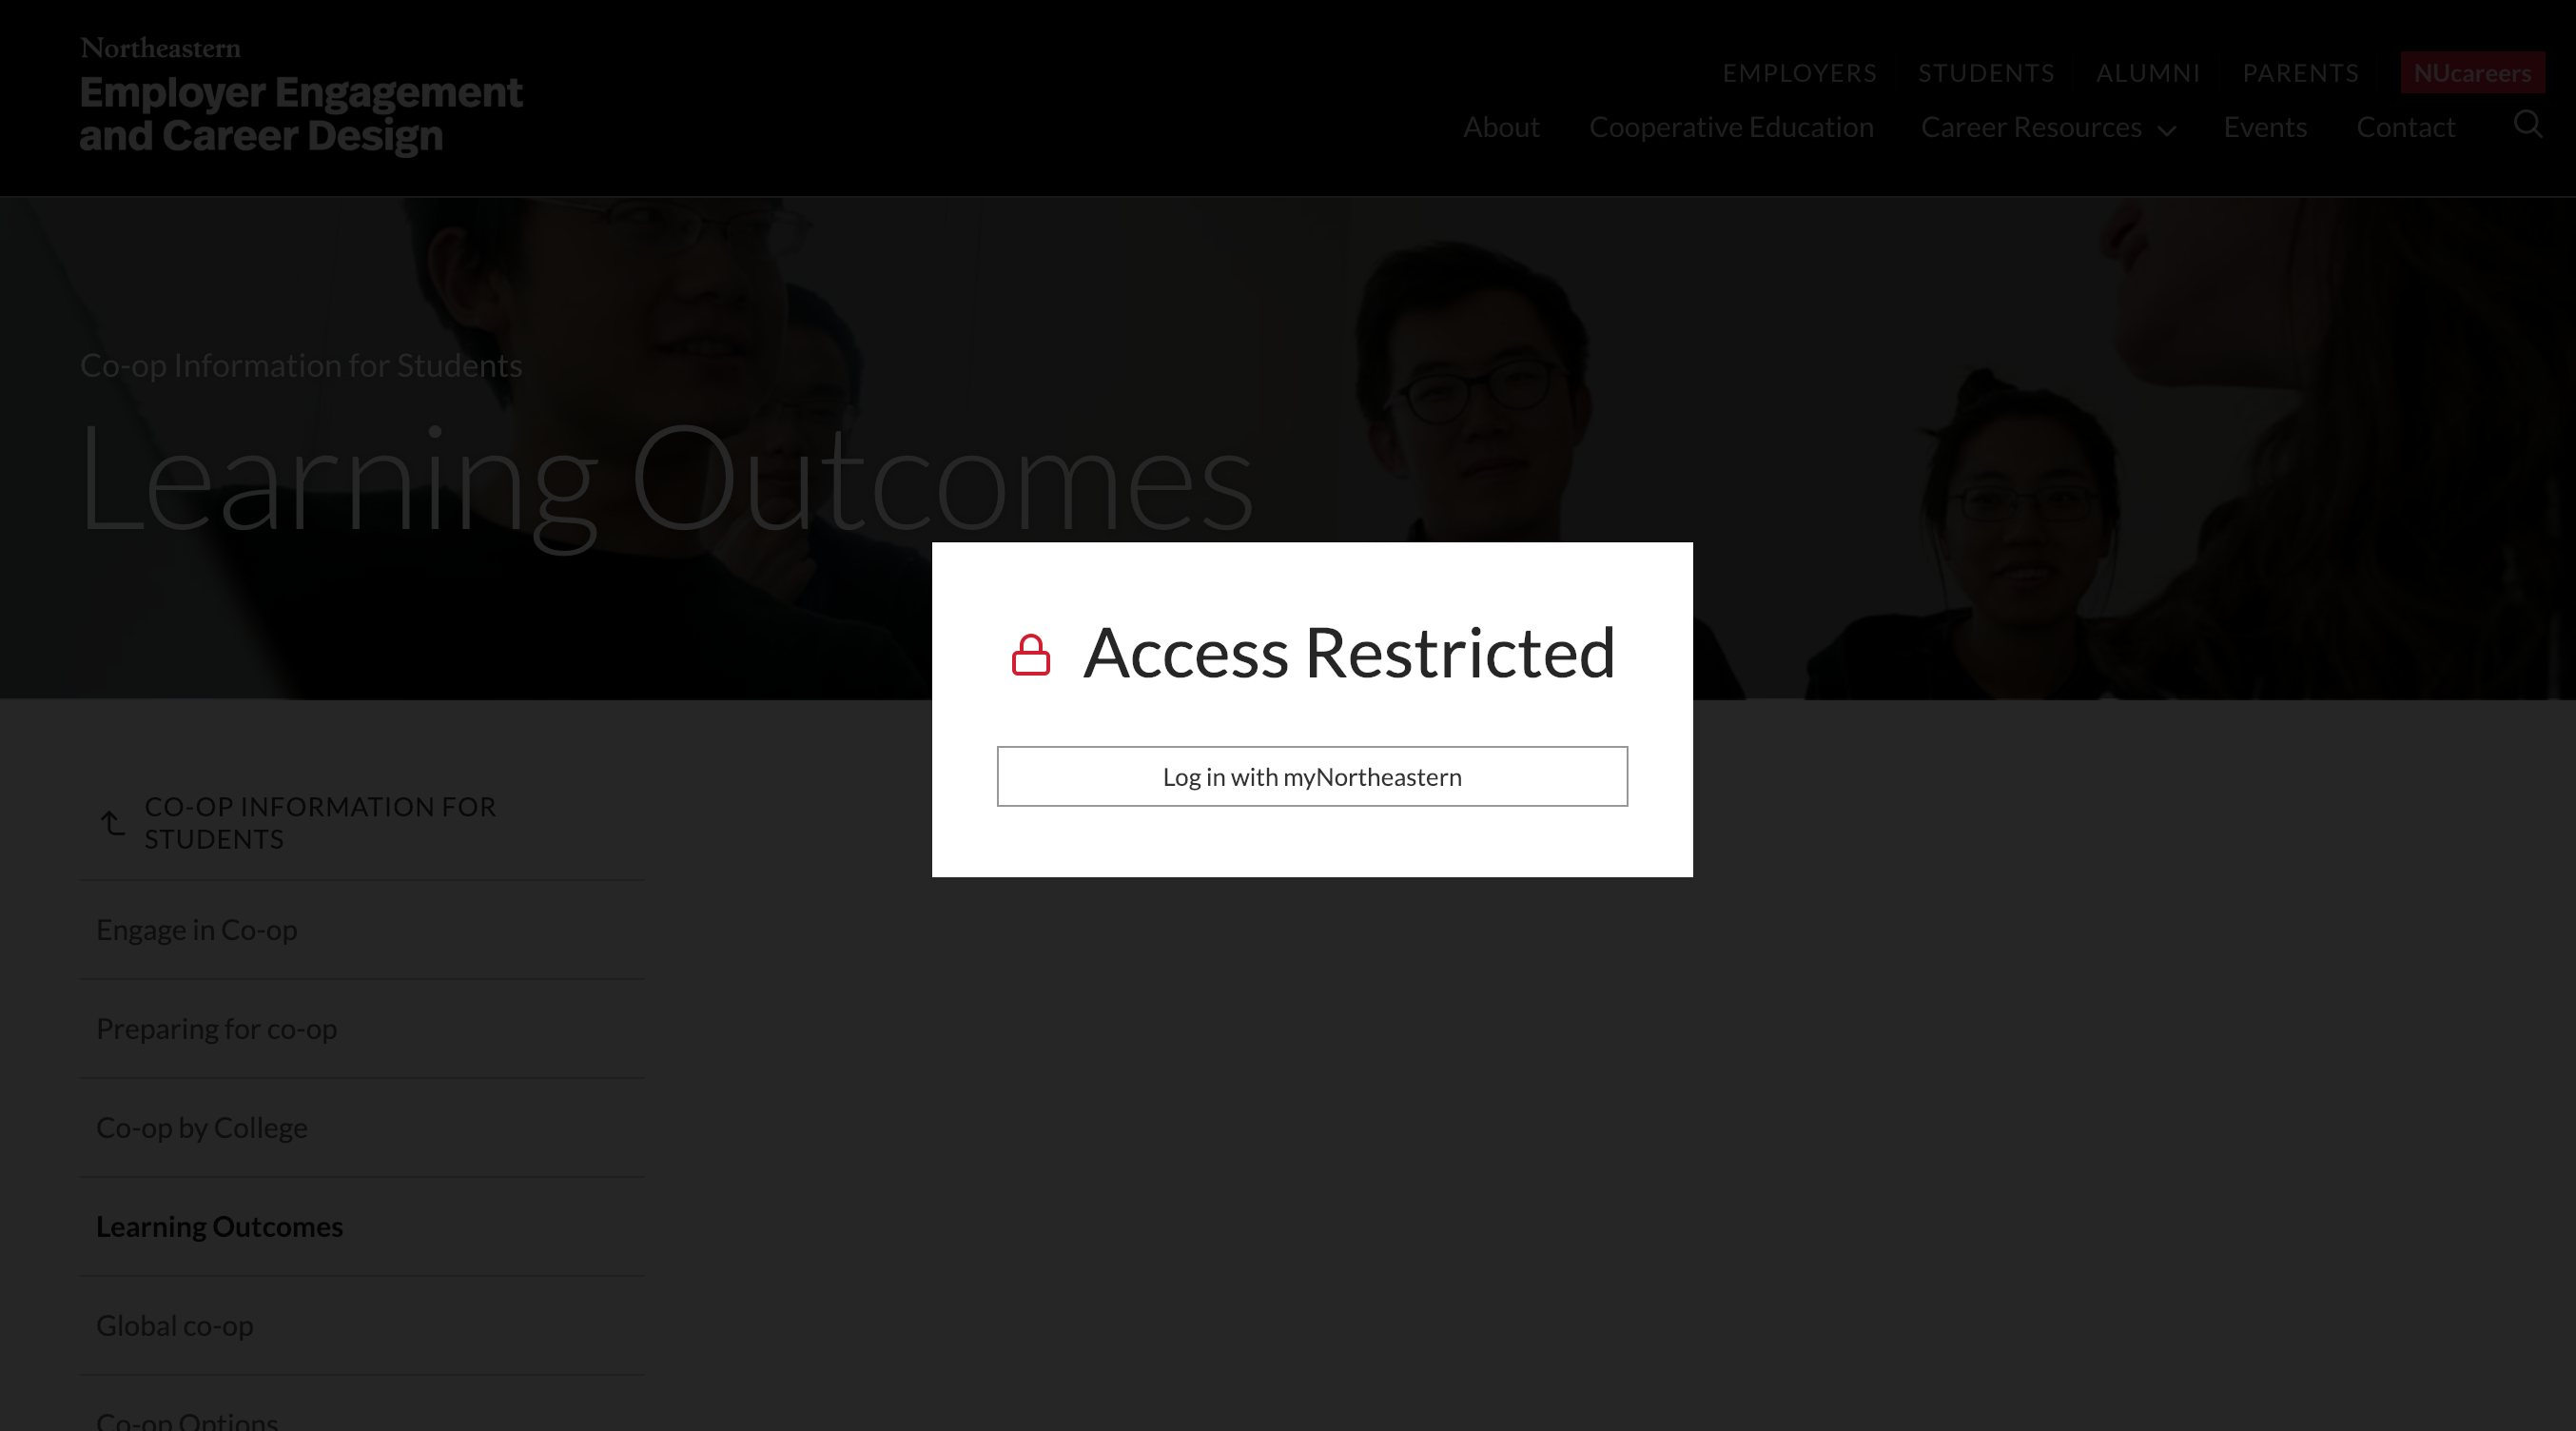 Northeastern
Employer Engagement
and Career Design
EMPLOYERS STUDENTS ALUMNI PARENTS NUcareers
About Cooperative Education Career Resources Events Contact
Co-op Information for Students
Learning Outcomes
Access Restricted
Log in with myNortheastern
CO-OP INFORMATION FOR
STUDENTS
Engage in Co-op
Preparing for co-op
Co-op by College
Learning Outcomes
Global co-op
Co-op Options